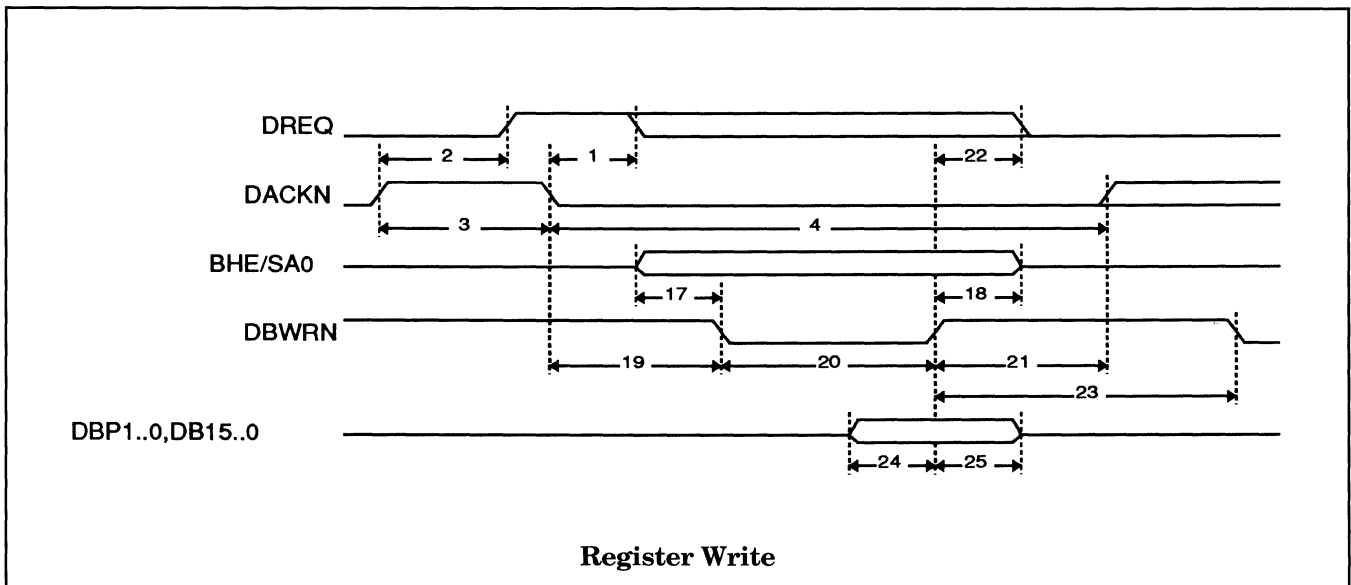 DREQ
2
1
22
DACKN
3
4
BHE/SA0
17
18
DBWRN
19
20
21
23
DBP1..0,DB15..0
24
25
Register Write